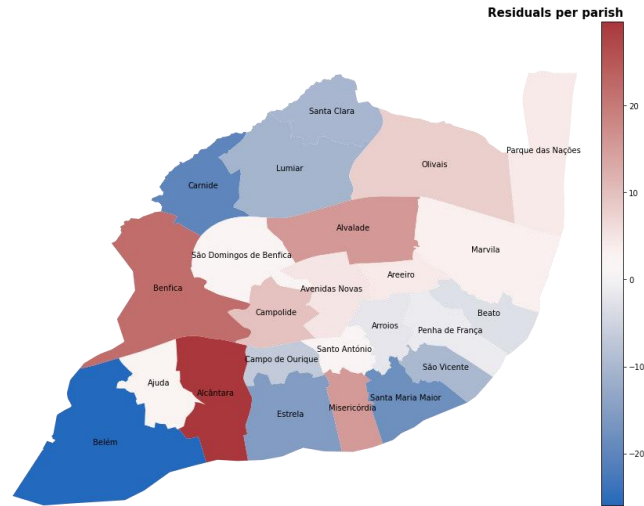 Residuals per parish
Santa Clara
Parque das Nações
Olivais
Lumiar
Carnide
Alvalade
Marvila
São Domingos de Benfica
Areeiro
Benfica
Avenidas Novas
Campolide
Beato
Arroios
Penha de França
Santo António
Campo de Ourique
São Vicente
Ajuda
Alcântara
Santa Maria Maior
Misericórdia
Estrela
Belém
20
10
0
−10
−20